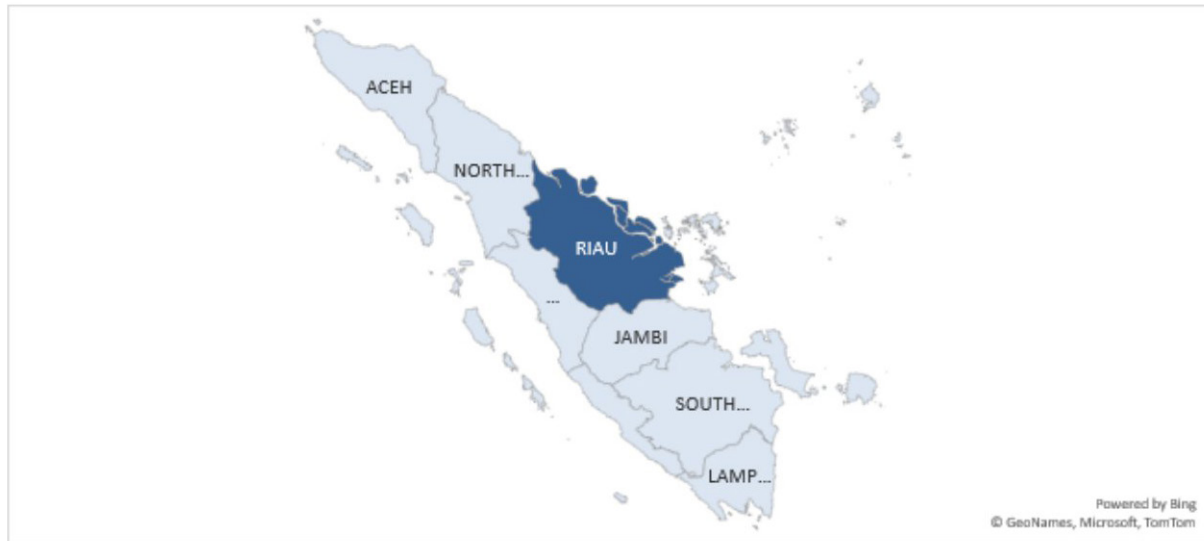 ACEH
NORTH...
RIAU
...
JAMBI
SOUTH...
LAMP...
Powered by Bing
© GeoNames, Microsoft, TomTom